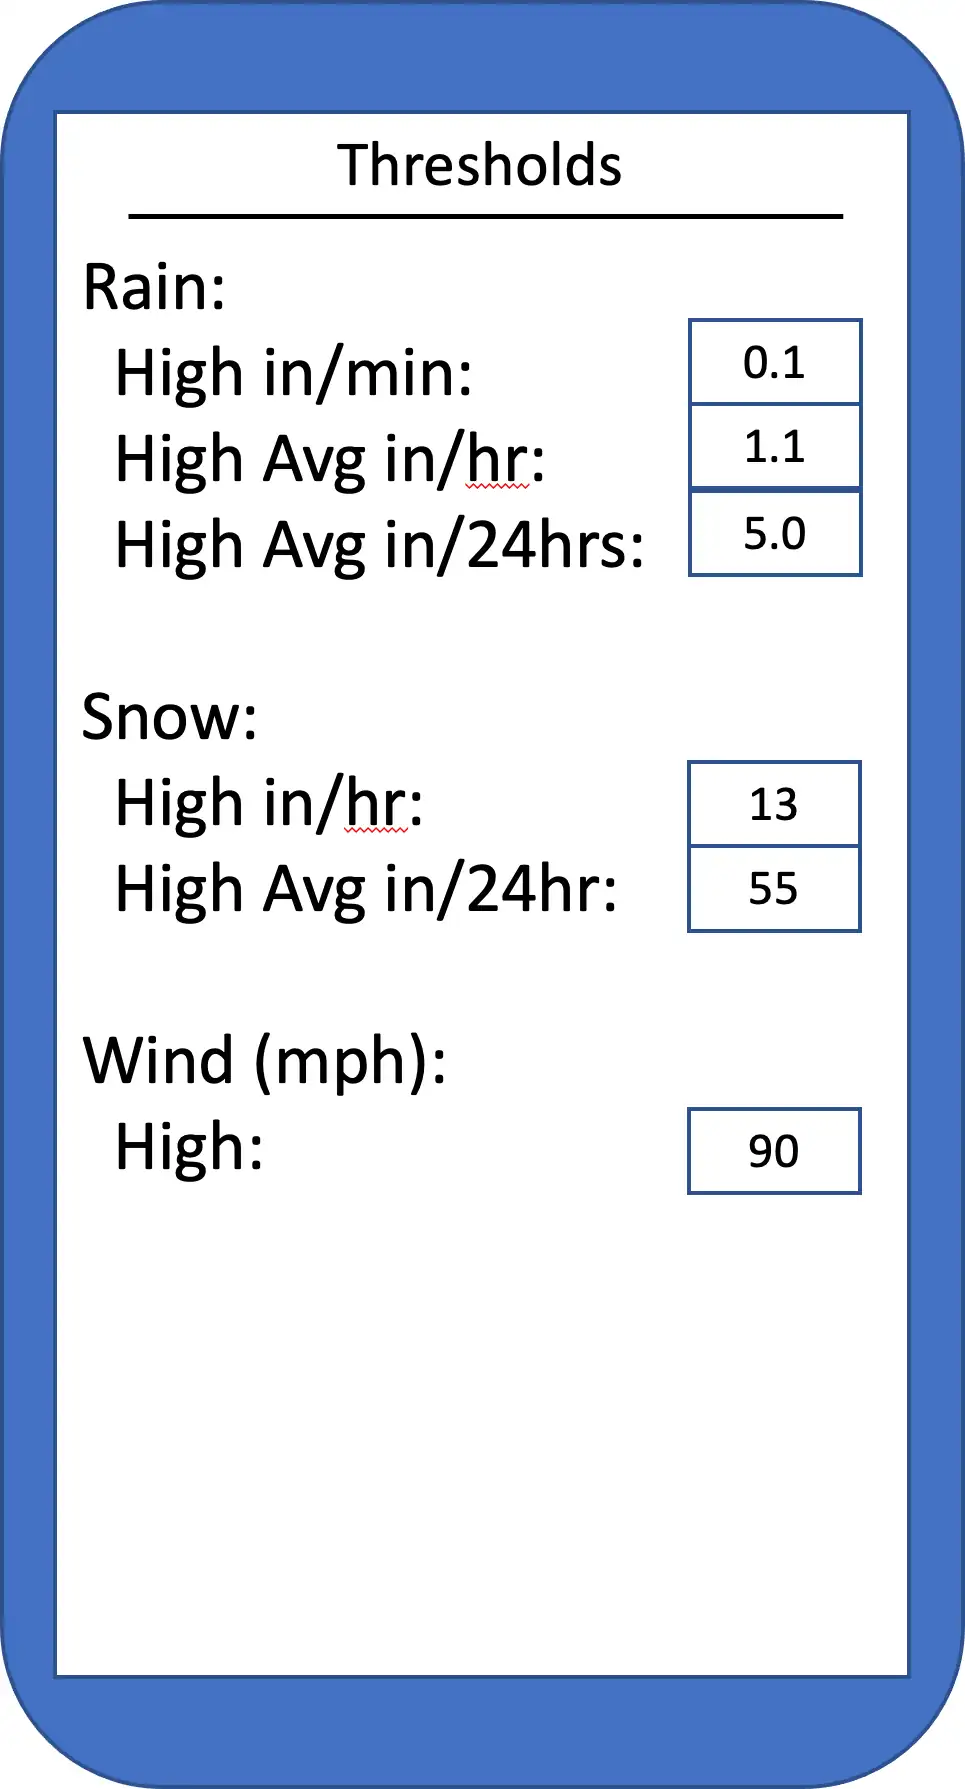 Thresholds
Rain:
High in/min: 0.1
High Avg in/hr: 1.1
High Avg in/24hrs: 5.0
Snow:
High in/hr: 13
High Avg in/24hr: 55
Wind (mph):
High: 90